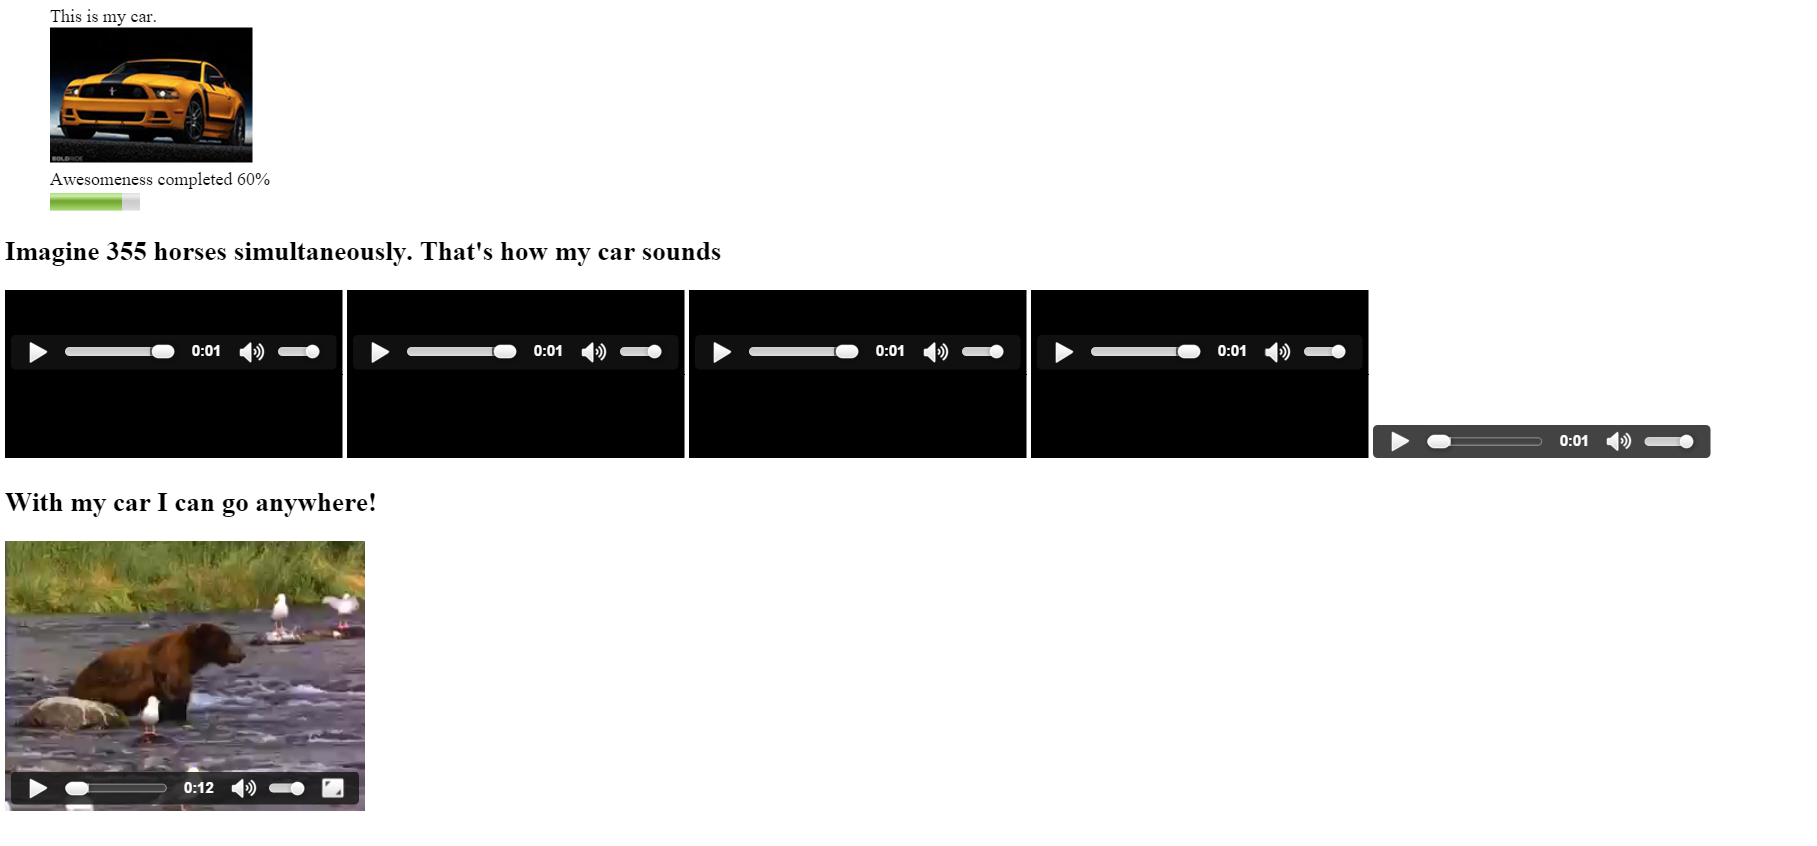 This is my car.
BOLDRIDE
Awesomeness completed 60%
Imagine 355 horses simultaneously. That's how my car sounds
0:01 0:01 0:01 0:01 0:01
With my car I can go anywhere!
0:12